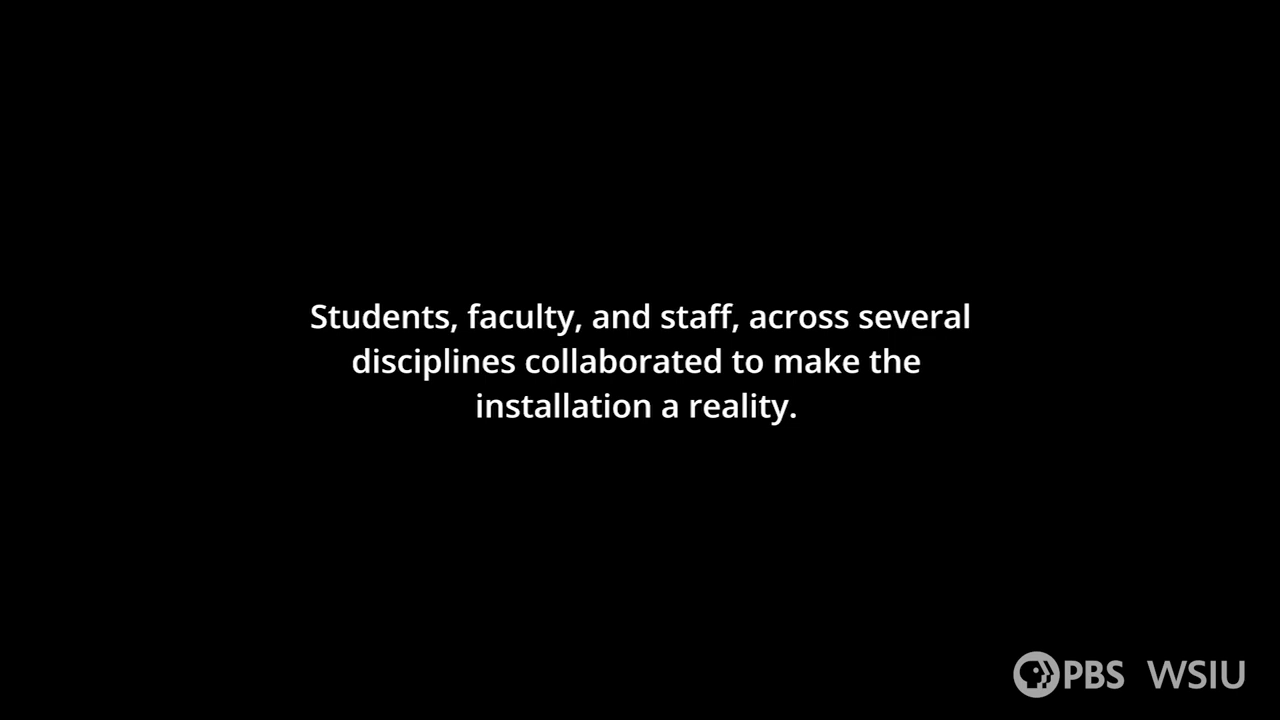 Students, faculty, and staff, across several
disciplines collaborated to make the
installation a reality.
PBS WSIU